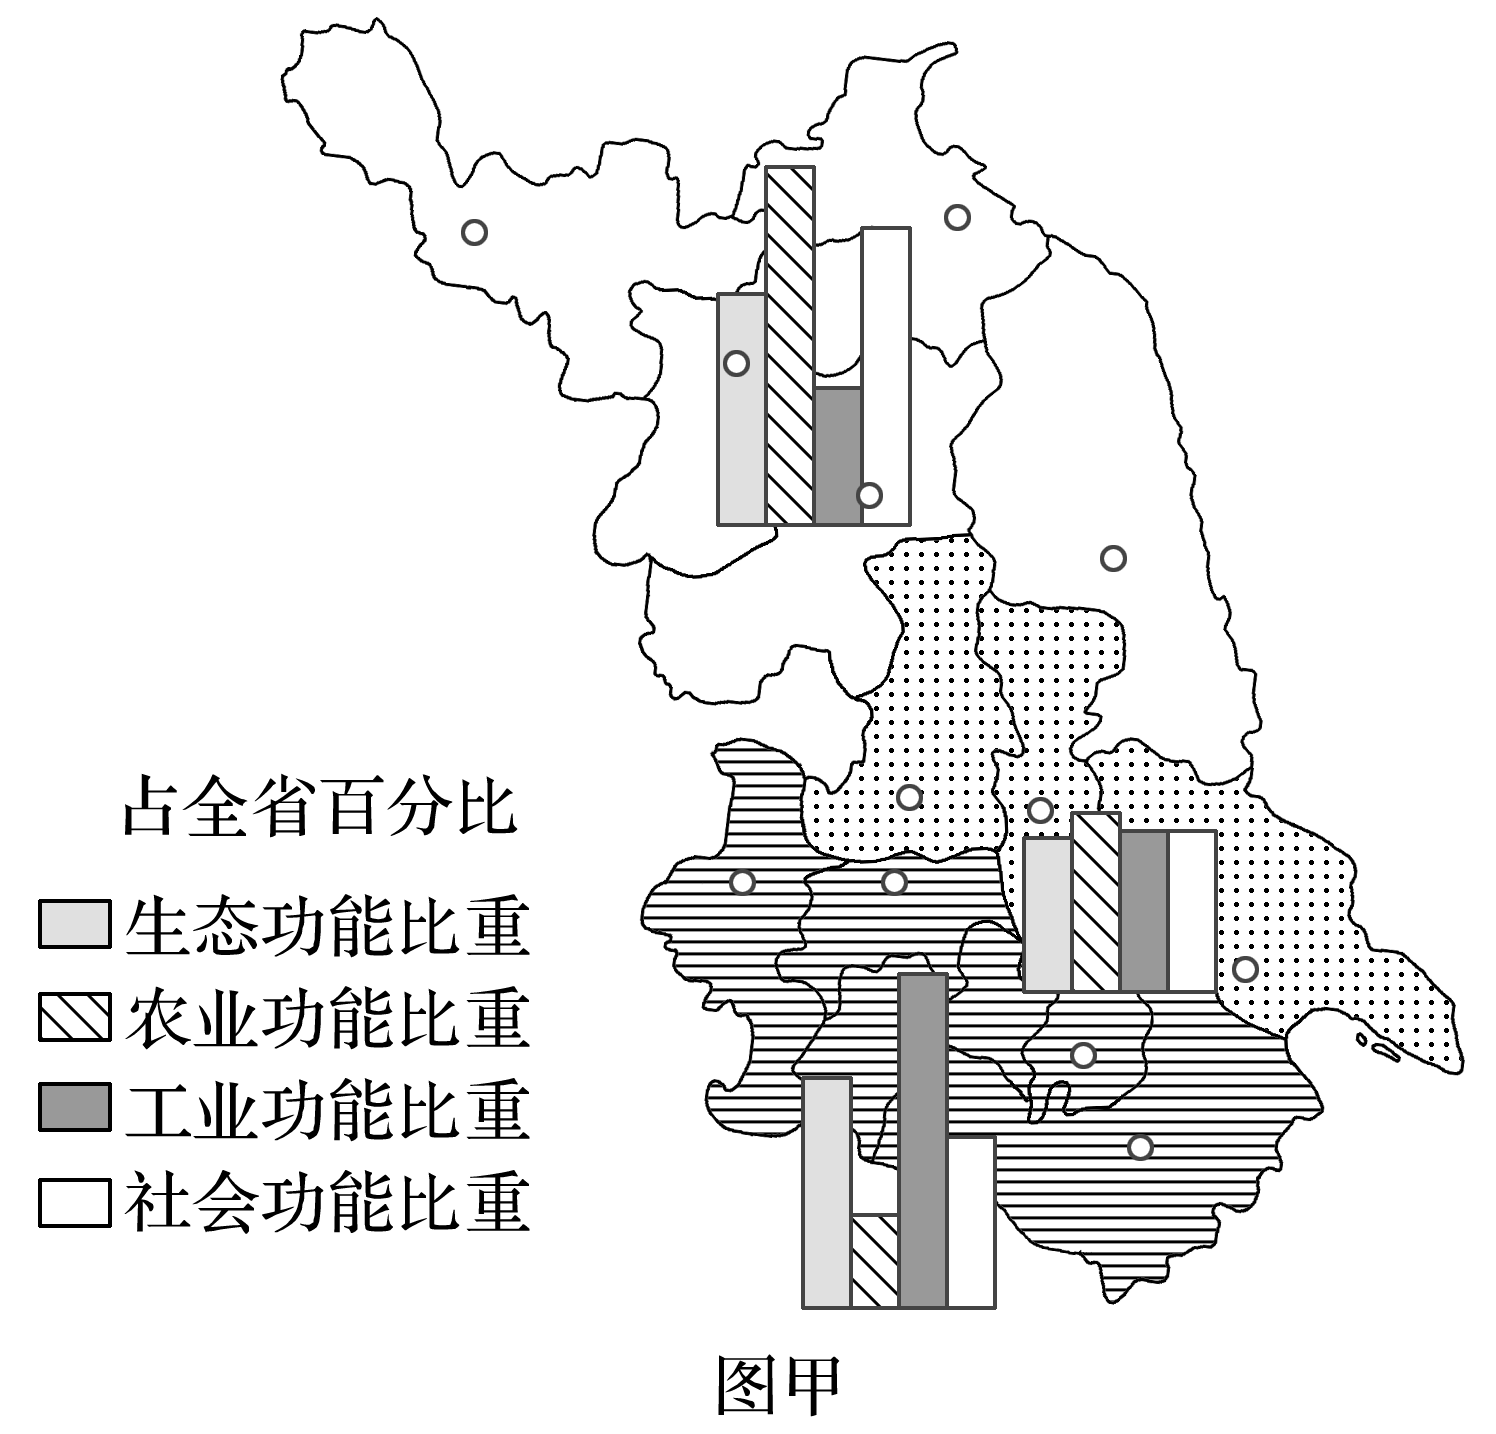 占全省百分比
生态功能比重
农业功能比重
工业功能比重
社会功能比重
图甲